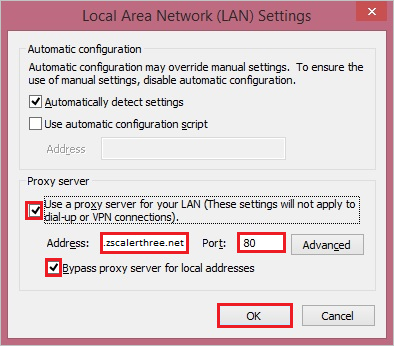 Local Area Network (LAN) Settings
Automatic configuration
Automatic configuration may override manual settings. To ensure
the use of manual settings, disable automatic configuration.
Automatically detect settings
Use automatic configuration script
Address
Proxy server
Use a proxy server for your LAN (These settings will not apply to
dial-up or VPN connections).
Address: .zscalerthree.net Port: 80 Advanced
Bypass proxy server for local addresses
OK Cancel